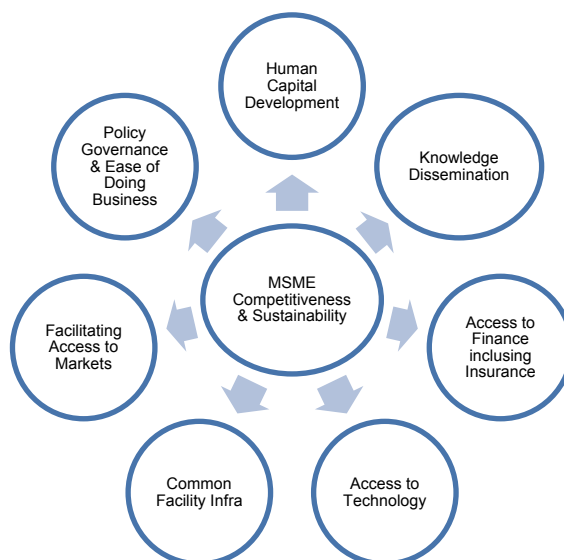 Human
Capital
Development
Knowledge
Dissemination
Access to
Finance
inclusing
Insurance
Access to
Technology
Common
Facility Infra
Facilitating
Access to
Markets
Policy
Governance
& Ease of
Doing
Business
MSME
Competitiveness
& Sustainability